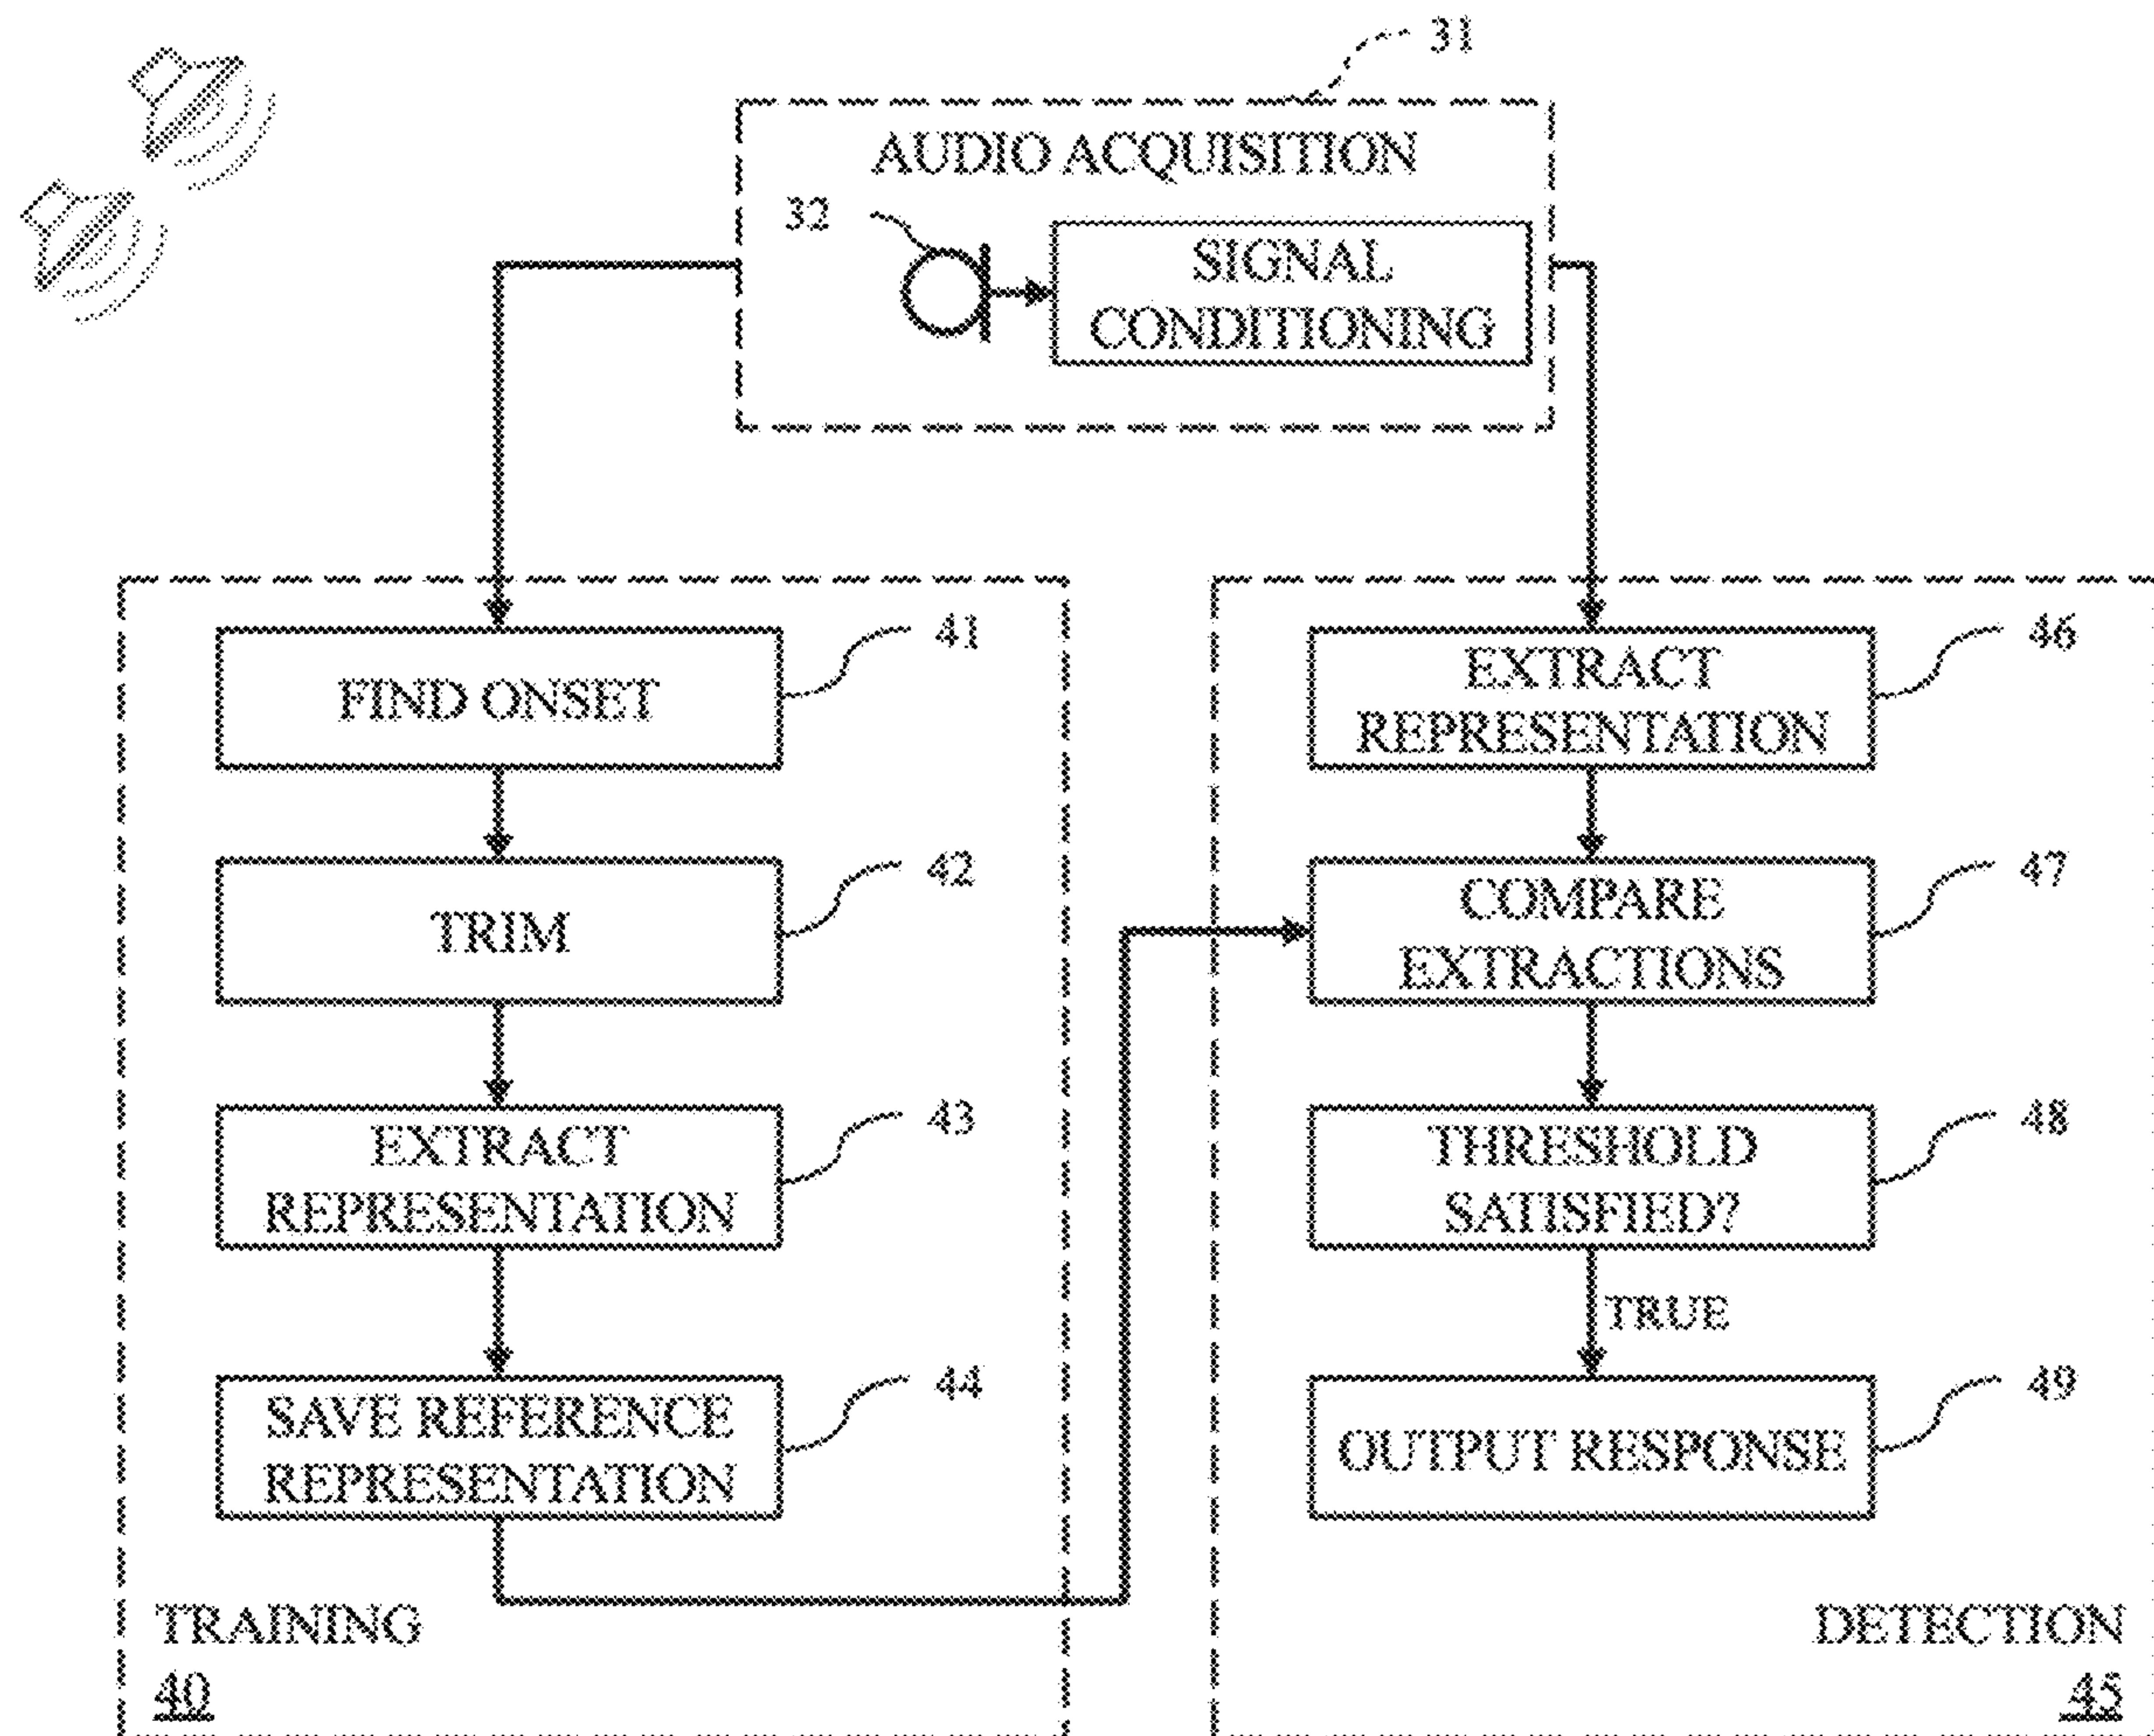 31
AUDIO ACQUISITION
32
SIGNAL
CONDITIONING
FIND ONSET
41
TRIM
42
EXTRACT
REPRESENTATION
43
SAVE REFERENCE
REPRESENTATION
44
TRAINING
40
EXTRACT
REPRESENTATION
46
COMPARE
EXTRACTIONS
47
THRESHOLD
SATISFIED?
48
TRUE
OUTPUT RESPONSE
49
DETECTION
45